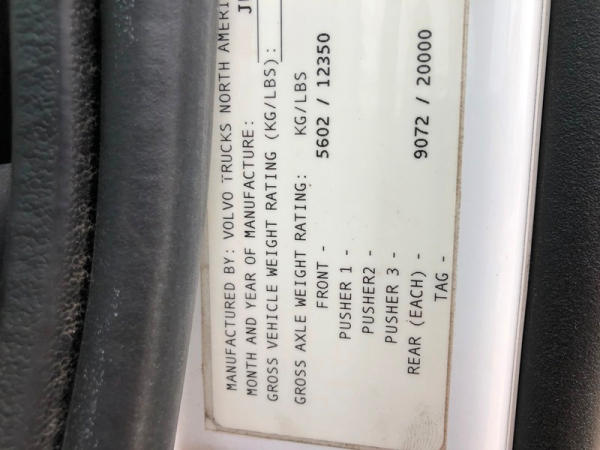 MANUFACTURED BY: VOLVO TRUCKS NORTH
MONTH AND YEAR OF MANUFACTURE:
GROSS VEHICLE WEIGHT RATING (KG/LBS):
GROSS AXLE WEIGHT RATING: KG/LBS
FRONT - 5602 / 12350
PUSHER 1 -
PUSHER2 -
PUSHER 3 -
REAR (EACH) - 9072 / 20000
TAG -